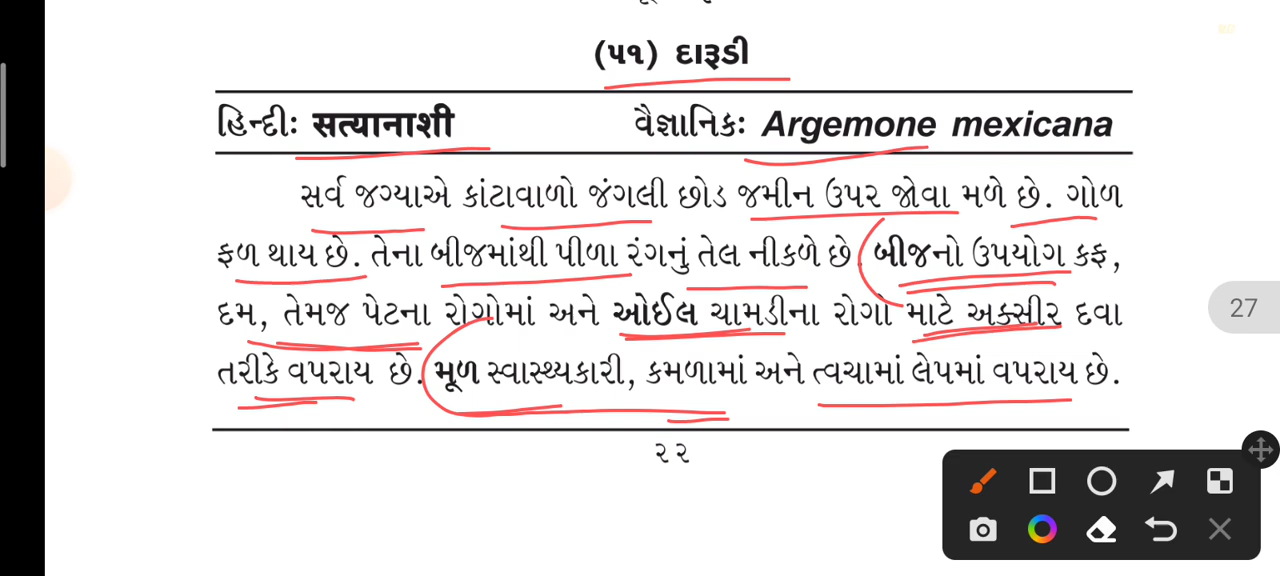 (૫૧) દારૂડી
હિન્દીઃ સત્યાનાશી વૈજ્ઞાનિકઃ Argemone mexicana
સર્વ જગ્યાએ કાંટાવાળો જંગલી છોડ જમીન ઉપર જોવા મળે છે. ગોળ
ફળ થાય છે. તેના બીજમાંથી પીળા રંગનું તેલ નીકળે છે. બીજનો ઉપયોગ કફ,
દમ, તેમજ પેટના રોગોમાં અને ઓઈલ ચામડીના રોગો માટે અક્સીર દવા
તરીકે વપરાય છે. મૂળ સ્વાસ્થ્યકારી, કમળામાં અને ત્વચામાં લેપમાં વપરાય છે.
૨૨
27